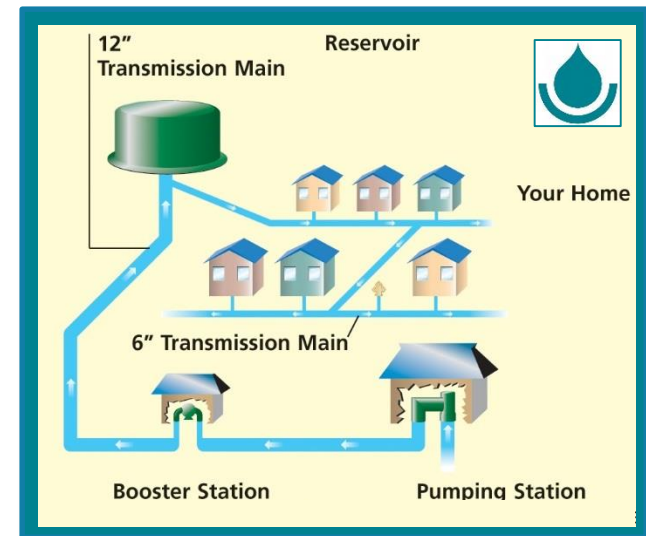 12”
Transmission Main
Reservoir
Your Home
6” Transmission Main
Booster Station
Pumping Station